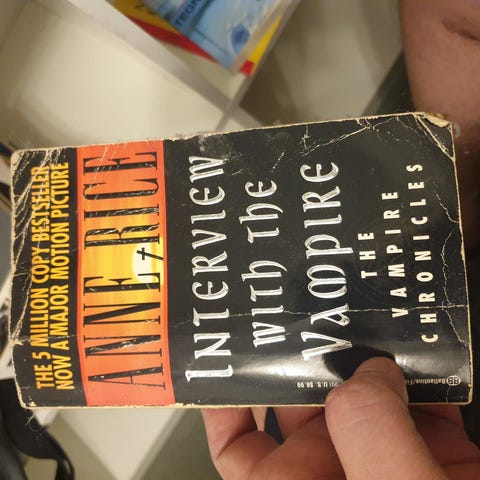 THE 5 MILLION COPY BESTSELLER
NOW A MAJOR MOTION PICTURE
ANNE RICE
INTERVIEW
WITH THE
VAMPIRE
THE
VAMPIRE
CHRONICLES
U.S. $6.99